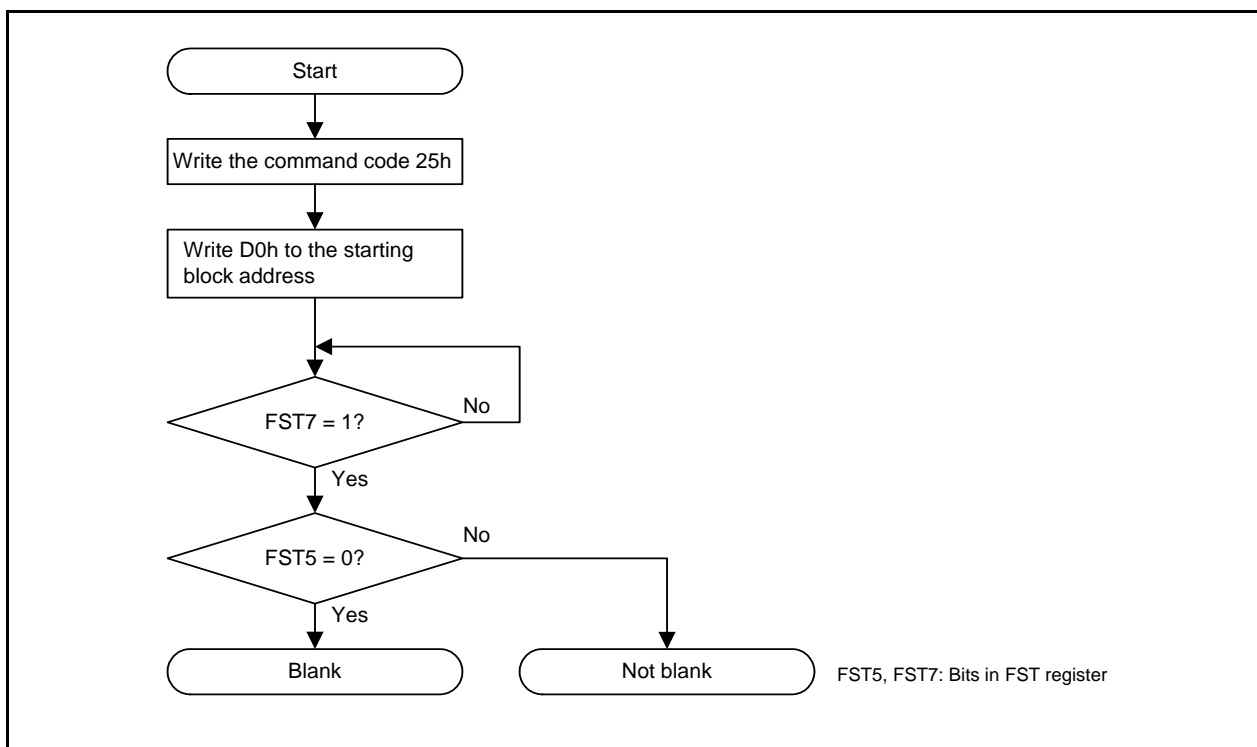 Start
Write the command code 25h
Write D0h to the starting
block address
FST7 = 1?
No
Yes
FST5 = 0?
No
Yes
Blank
Not blank
FST5, FST7: Bits in FST register